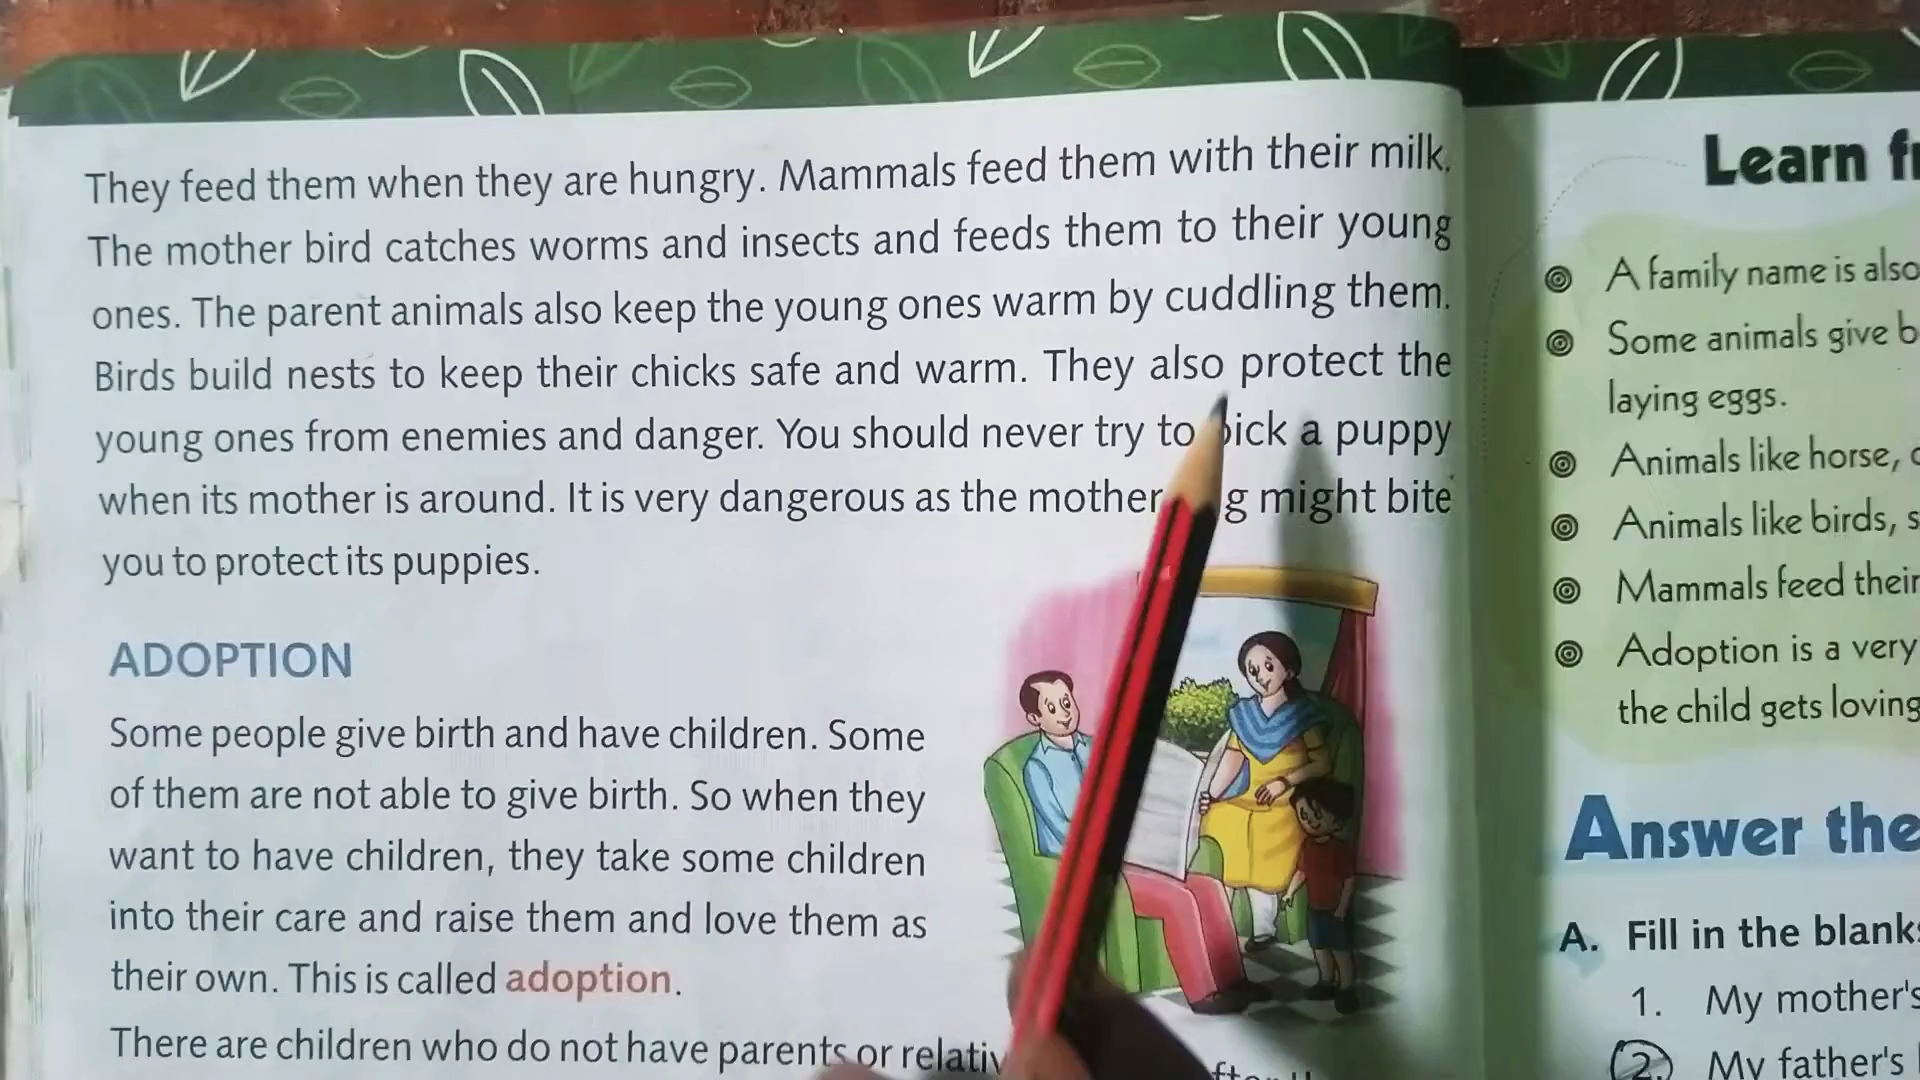 They feed them when they are hungry. Mammals feed them with their milk.
The mother bird catches worms and insects and feeds them to their young
ones. The parent animals also keep the young ones warm by cuddling them.
Birds build nests to keep their chicks safe and warm. They also protect the
young ones from enemies and danger. You should never try to pick a puppy
when its mother is around. It is very dangerous as the mother might bite
you to protect its puppies.
ADOPTION
Some people give birth and have children. Some
of them are not able to give birth. So when they
want to have children, they take some children
into their care and raise them and love them as
their own. This is called adoption.
There are children who do not have parents or
Learn
A family name is also
Some animals give
laying eggs.
Animals like horse,
Animals like birds,
Mammals feed their
Adoption is a very
the child gets loving
Answer the
A. Fill in the blanks
1. My mother's
2. My father's